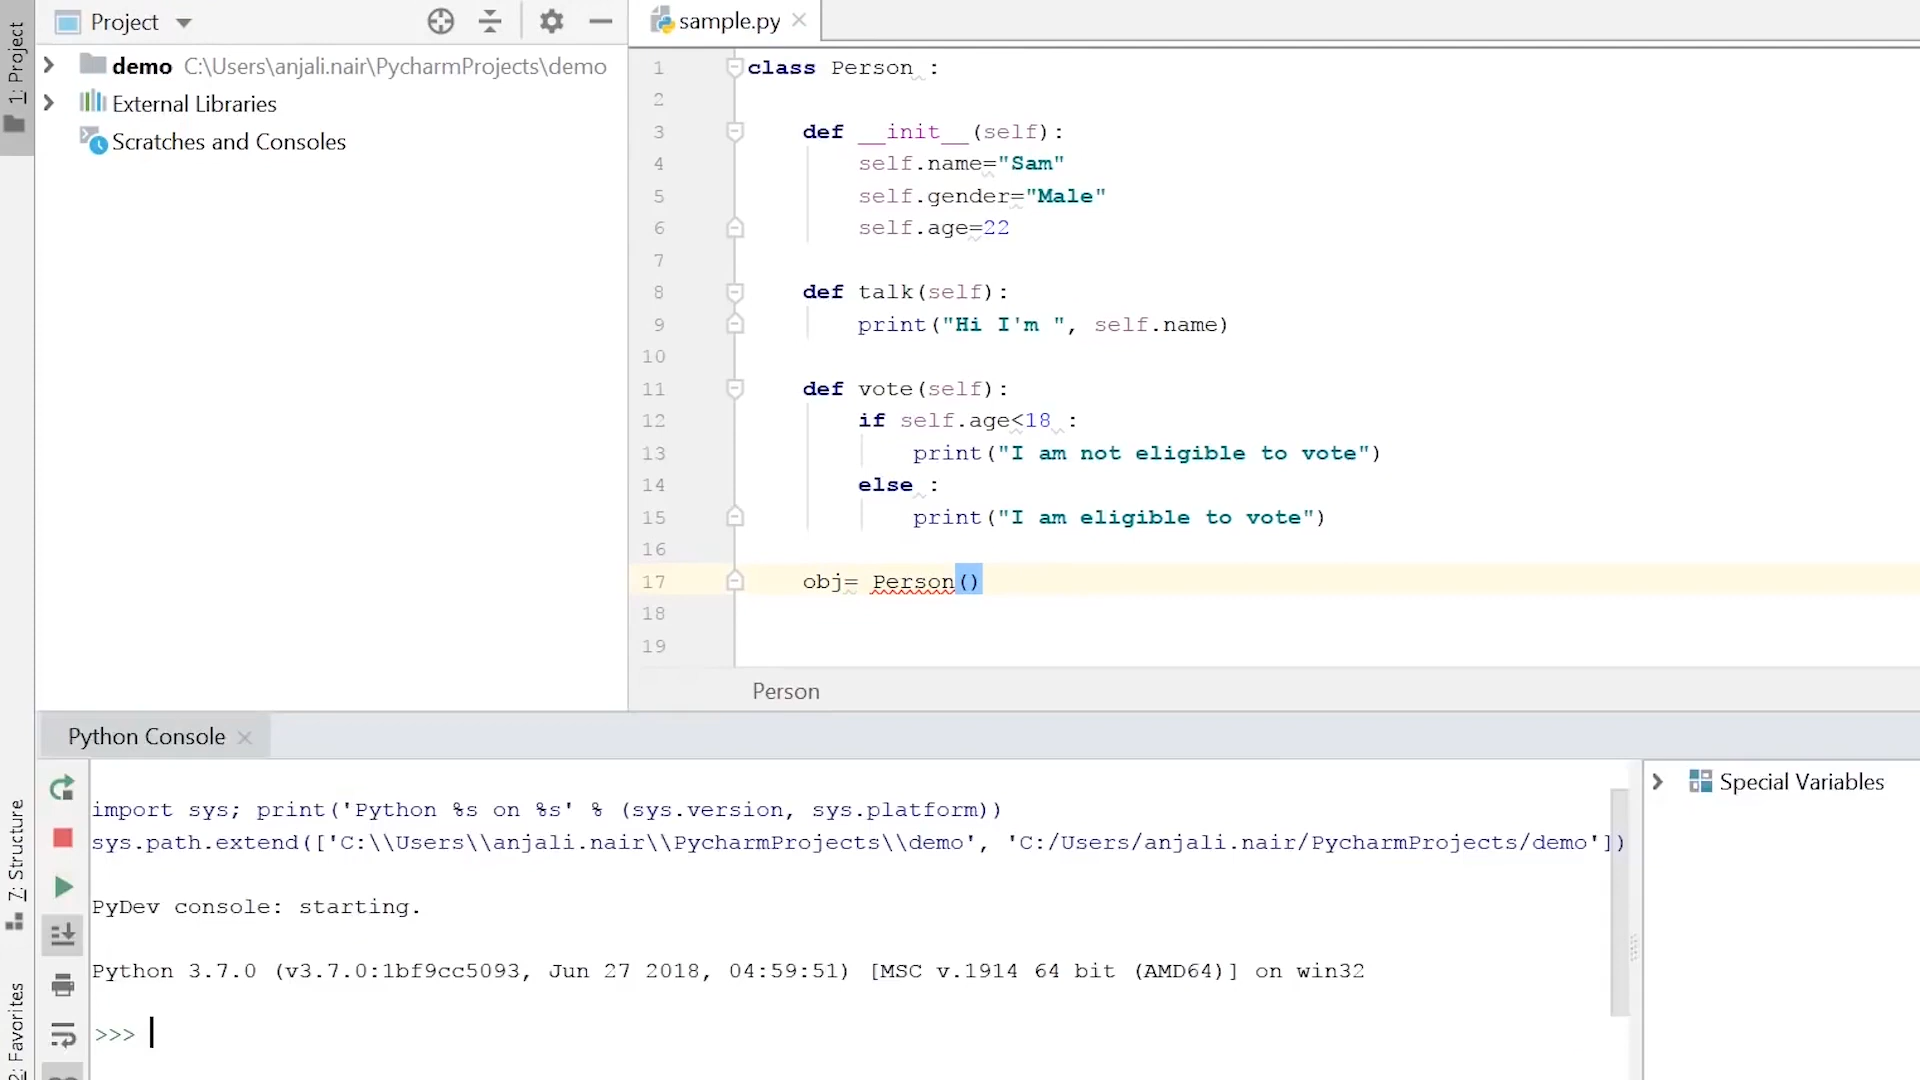 Project
sample.py
1: Project
demo C:\Users\anjali.nair\PycharmProjects\demo
External Libraries
Scratches and Consoles
1 class Person :
2
3 def __init__(self):
4 self.name="Sam"
5 self.gender="Male"
6 self.age=22
7
8 def talk(self):
9 print("Hi I'm ", self.name)
10
11 def vote(self):
12 if self.age<18 :
13 print("I am not eligible to vote")
14 else :
15 print("I am eligible to vote")
16
17 obj= Person()
18
19
Person
Python Console
7: Structure
2: Favorites
import sys; print('Python %s on %s' % (sys.version, sys.platform))
sys.path.extend(['C:\\Users\\anjali.nair\\PycharmProjects\\demo', 'C:/Users/anjali.nair/PycharmProjects/demo'])
PyDev console: starting.
Python 3.7.0 (v3.7.0:1bf9cc5093, Jun 27 2018, 04:59:51) [MSC v.1914 64 bit (AMD64)] on win32
>>>
Special Variables